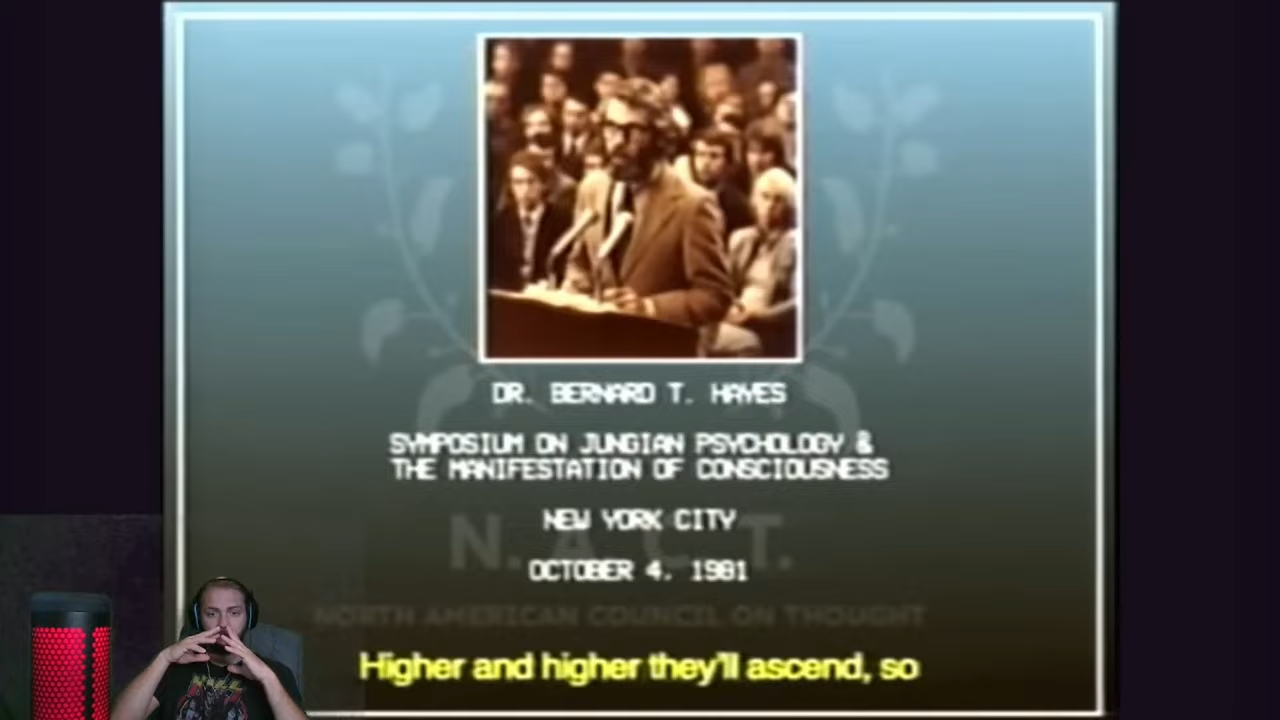 DR. BERNARD T. HAYES
SYMPOSIUM ON JUNGIAN PSYCHOLOGY &
THE MANIFESTATION OF CONSCIOUSNESS
NEW YORK CITY
N. A. C. T.
OCTOBER 4. 1981
NORTH AMERICAN COUNCIL ON THOUGHT
Higher and higher they'll ascend, so